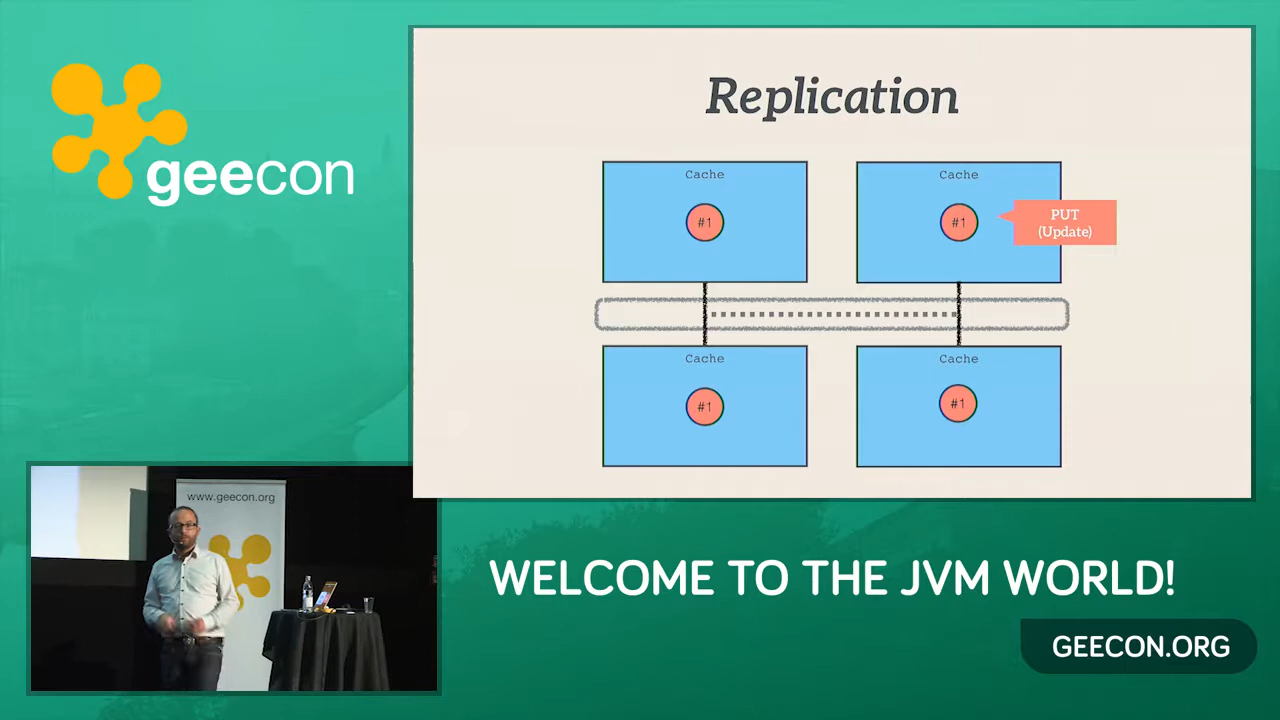 geecon
Replication
Cache
#1
Cache
#1
PUT
(Update)
Cache
#1
Cache
#1
www.geecon.org
WELCOME TO THE JVM WORLD!
GEECON.ORG